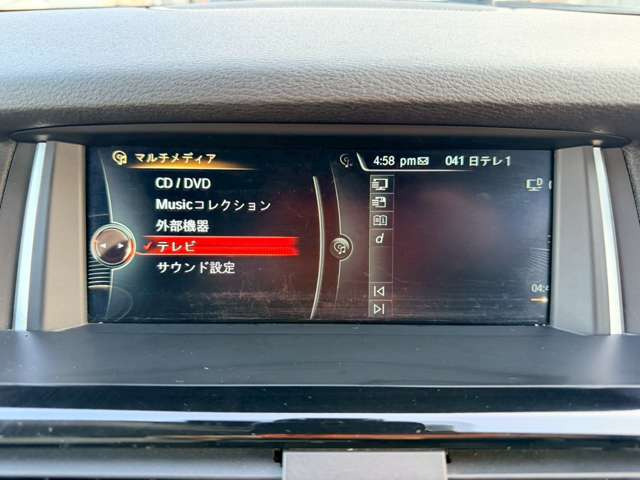 マルチメディア
CD / DVD
Musicコレクション
外部機器
テレビ
サウンド設定
4:58 pm 041 日テレ1
D
d